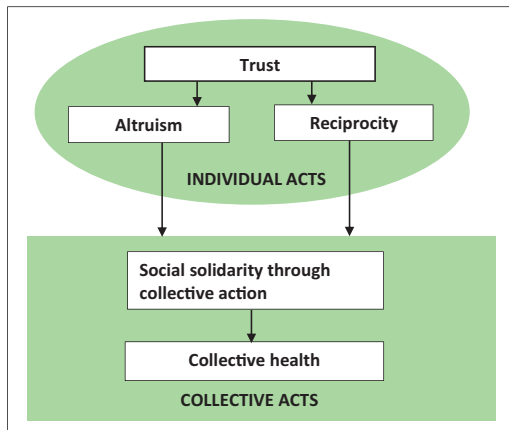 Trust
Altruism
Reciprocity
INDIVIDUAL ACTS
Social solidarity through
collective action
Collective health
COLLECTIVE ACTS